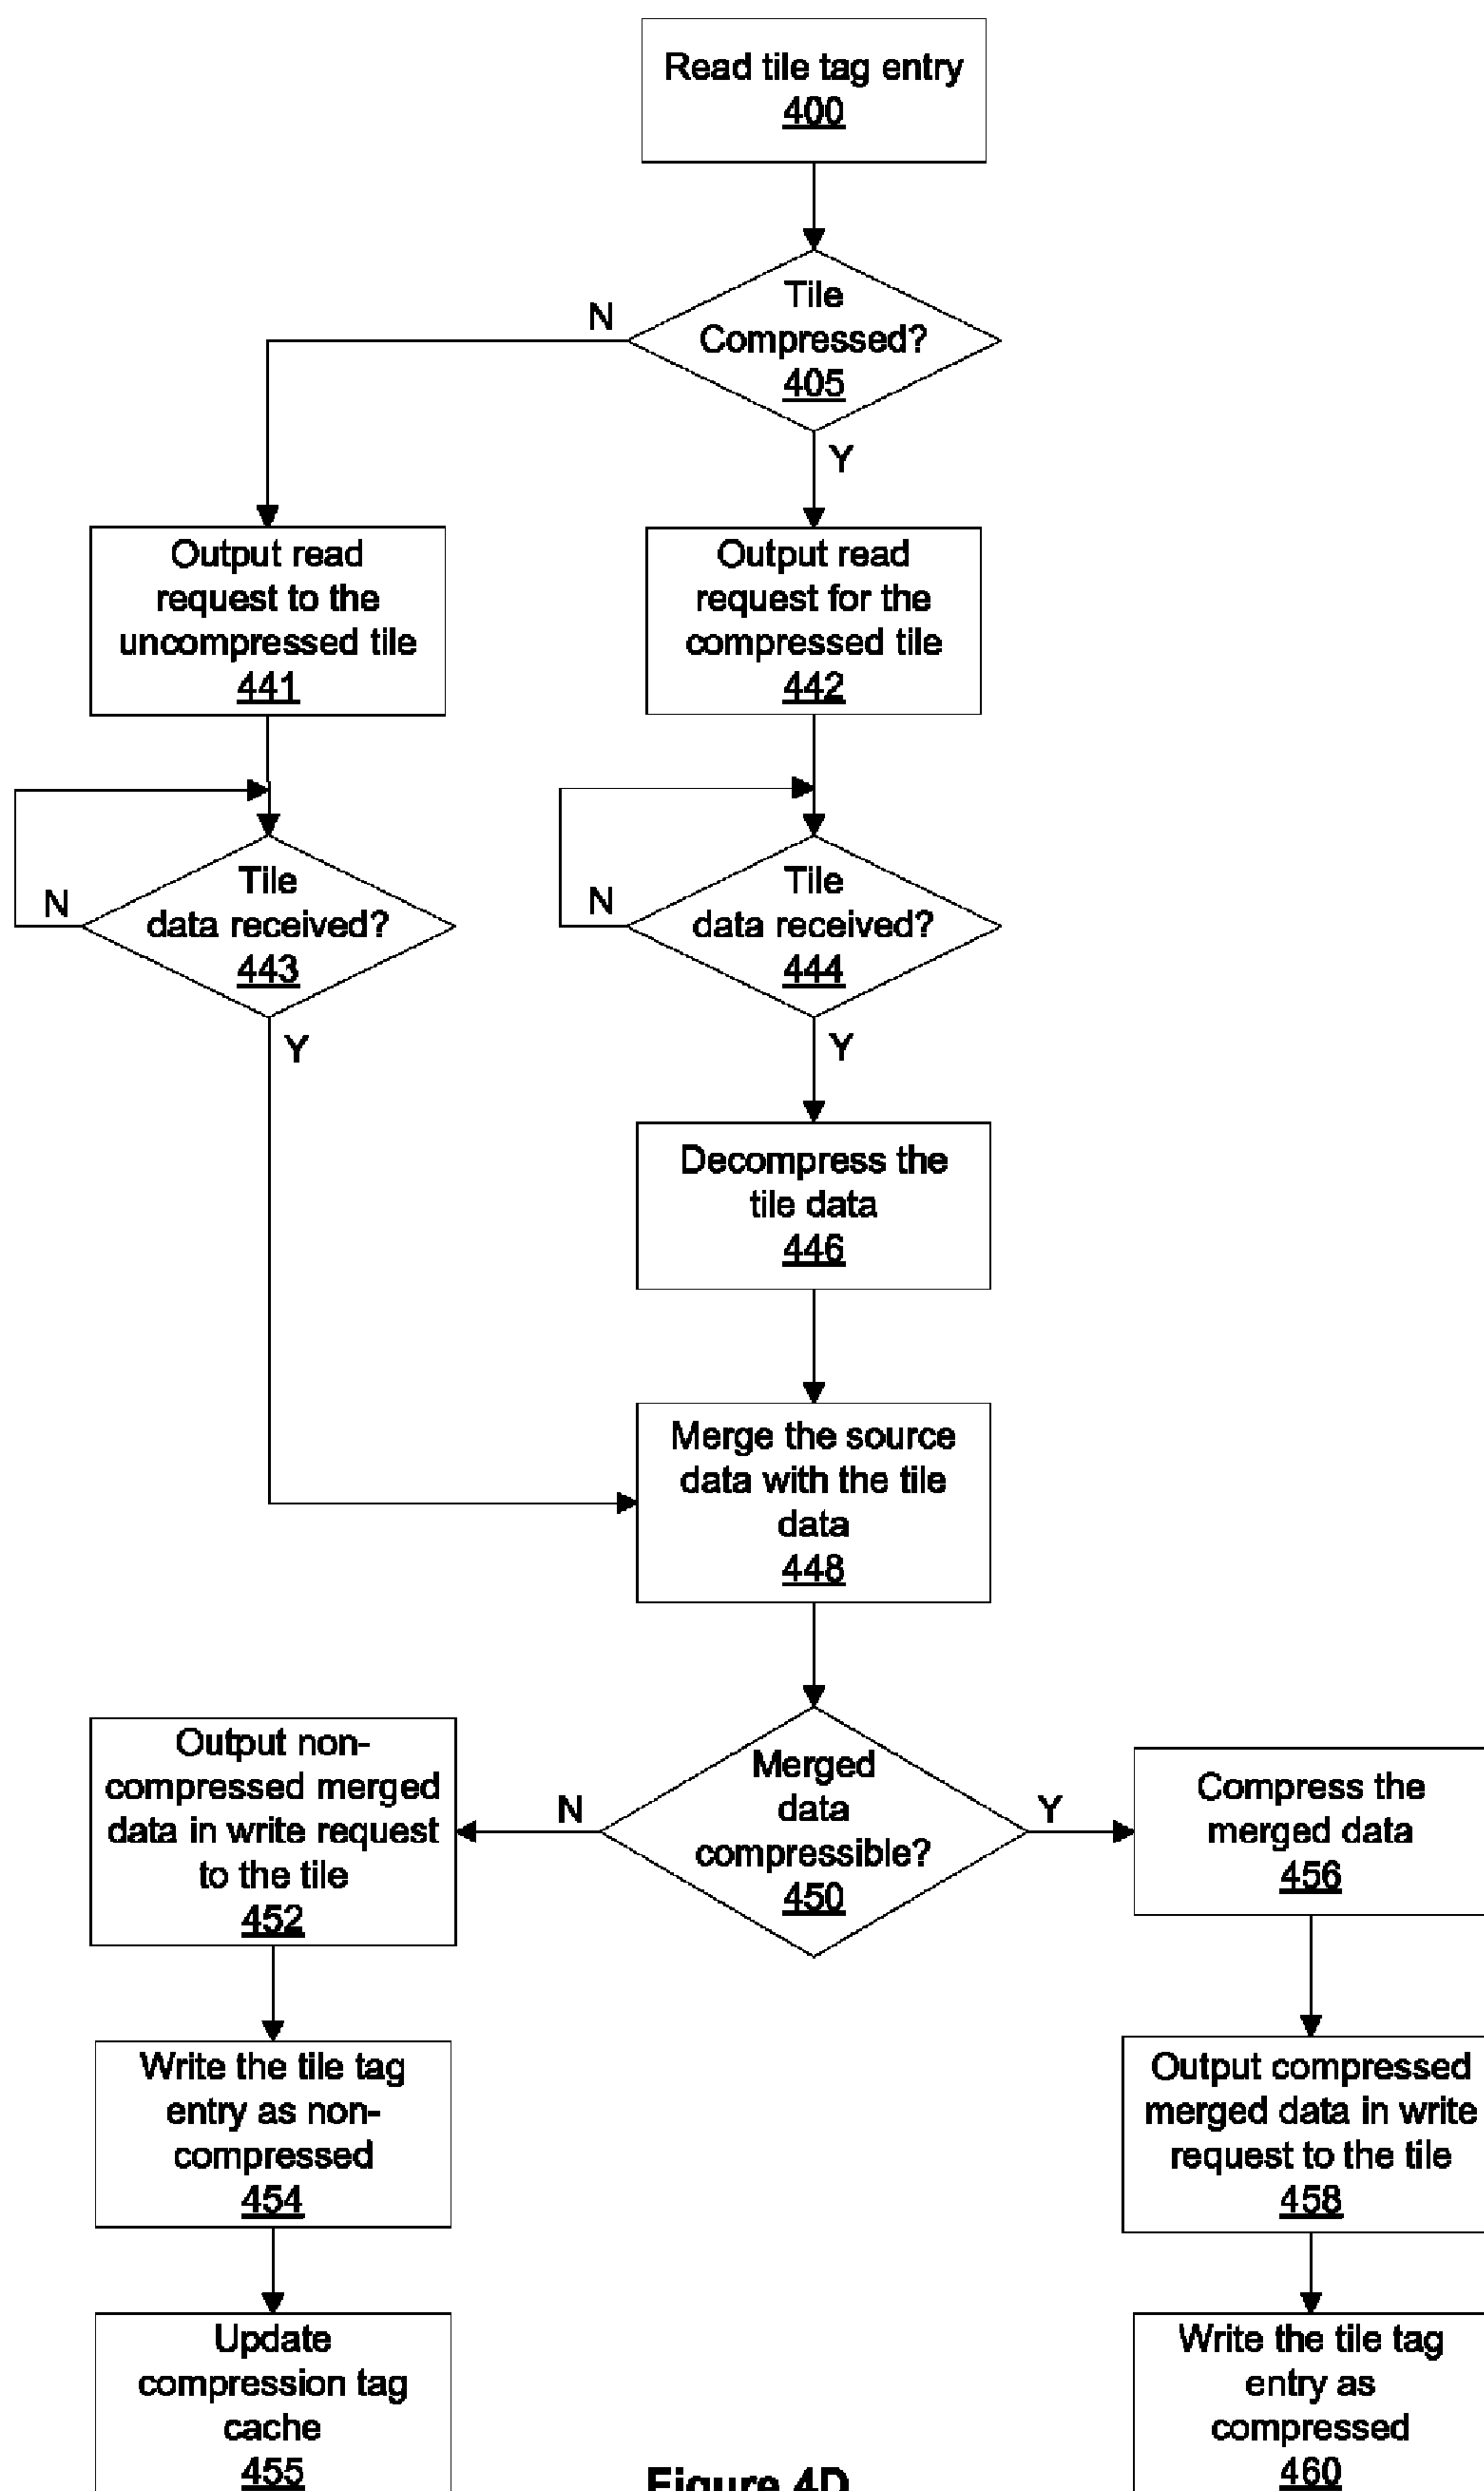 Read tile tag entry
400
Tile
Compressed?
405
N
Y
Output read
request to the
uncompressed tile
441
Output read
request for the
compressed tile
442
Tile
data received?
443
N
Y
Tile
data received?
444
N
Y
Decompress the
tile data
446
Merge the source
data with the tile
data
448
Merged
data
compressible?
450
N
Y
Output non-
compressed merged
data in write request
to the tile
452
Compress the
merged data
456
Write the tile tag
entry as non-
compressed
454
Output compressed
merged data in write
request to the tile
458
Update
compression tag
cache
455
Write the tile tag
entry as
compressed
460
Figure 4D